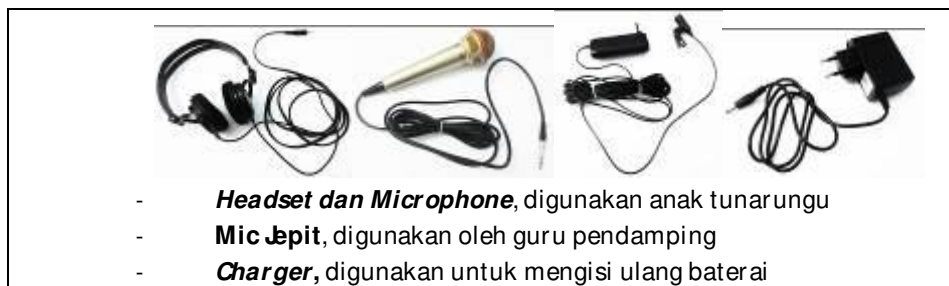 - Headset dan Microphone, digunakan anak tunarungu
- Mic Jepit, digunakan oleh guru pendamping
- Charger, digunakan untuk mengisi ulang baterai